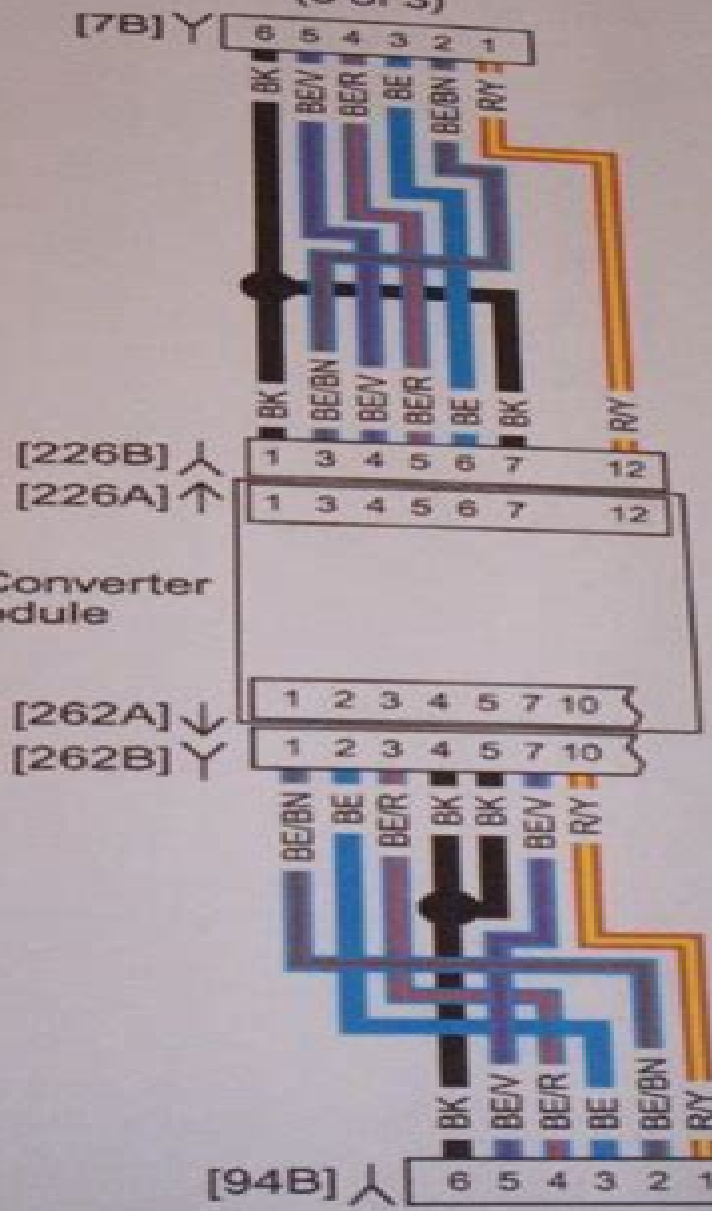 [7B]
6 5 4 3 2 1
BK BE/V BE/R BE BE/BN R/Y
BK BE/BN BE/V BE/R BE BK R/Y
[226B] 1 3 4 5 6 7 12
[226A] 1 3 4 5 6 7 12
Converter
[262A] 1 2 3 4 5 7 10
[262B] 1 2 3 4 5 7 10
BE/BN BE BE/R BK BK BE/V R/Y
BK BE/V BE/R BE BE/BN R/Y
[94B] 6 5 4 3 2 1